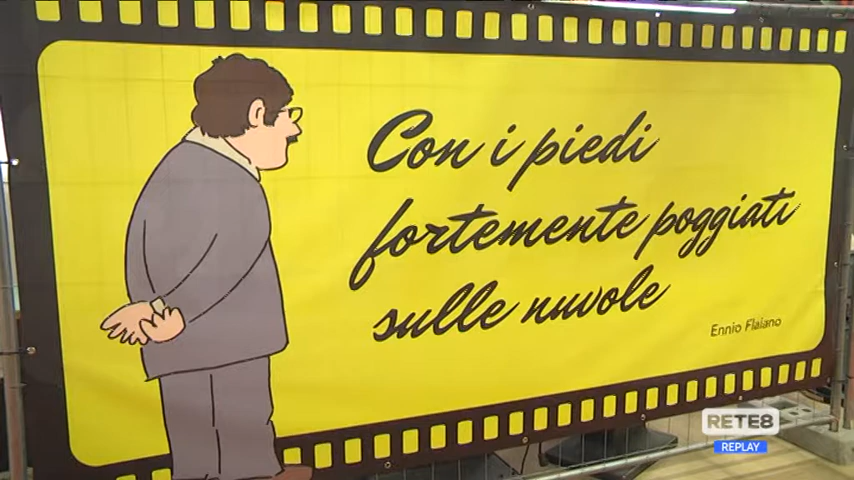 Con i piedi
fortemente poggiati
sulle nuvole
Ennio Flaiano
RETE8
REPLAY